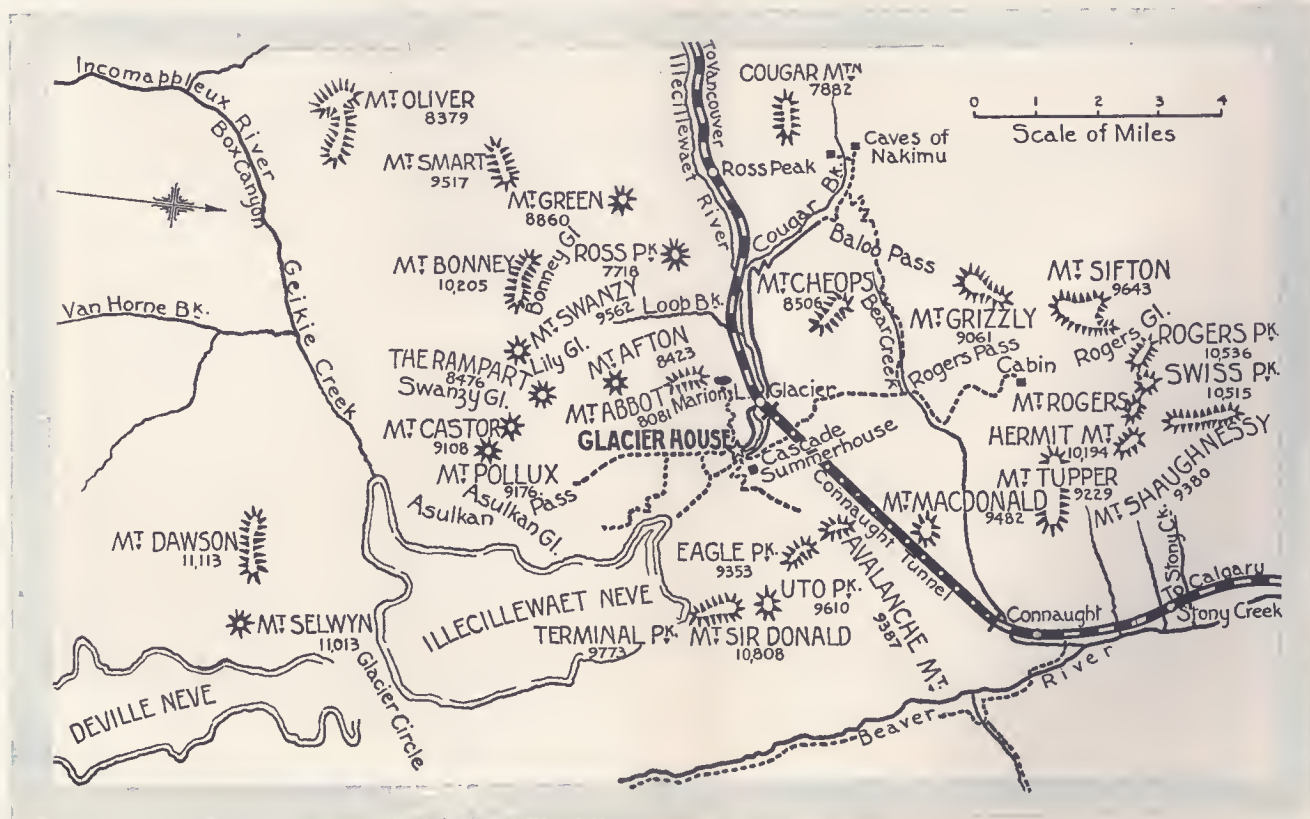 Incomappleux River
Box Canyon
Geikie Creek
Van Horne Bk.
MT OLIVER
8379
MT SMART
9517
MT GREEN
8860
MT BONNEY
10,205
Bonney Gl.
ROSS PK.
7718
MT SWANZY
9562
Loop Bk.
THE RAMPART
8476
Lily Gl.
Swanzy Gl.
MT AFTON
8423
MT ABBOT
8081
Marion L.
MT CASTOR
9108
MT POLLUX
9176
Asulkan Pass
Asulkan Gl.
GLACIER HOUSE
Glacier
Cascade
Summerhouse
To Vancouver
Illecillewaet River
Ross Peak
COUGAR MTN
7882
Caves of
Nakimu
Cougar Bk.
Baloo Pass
0 1 2 3 4
Scale of Miles
MT CHEOPS
8506
Bear Creek
MT GRIZZLY
9061
Rogers Pass
MT SIFTON
9643
Rogers Gl.
ROGERS PK.
10,536
SWISS PK.
10,515
Cabin
MT ROGERS
HERMIT MT.
10,194
MT TUPPER
9229
MT SHAUGHNESSY
9380
MT MACDONALD
9482
Connaught Tunnel
Connaught
Stony Ck.
To Calgary
Stony Creek
EAGLE PK.
9353
AVALANCHE MT.
9387
UTO PK.
9610
MT SIR DONALD
10,808
TERMINAL PK.
9773
ILLECILLEWAET NEVE
MT DAWSON
11,113
MT SELWYN
11,013
Glacier Circle
DEVILLE NEVE
Beaver River